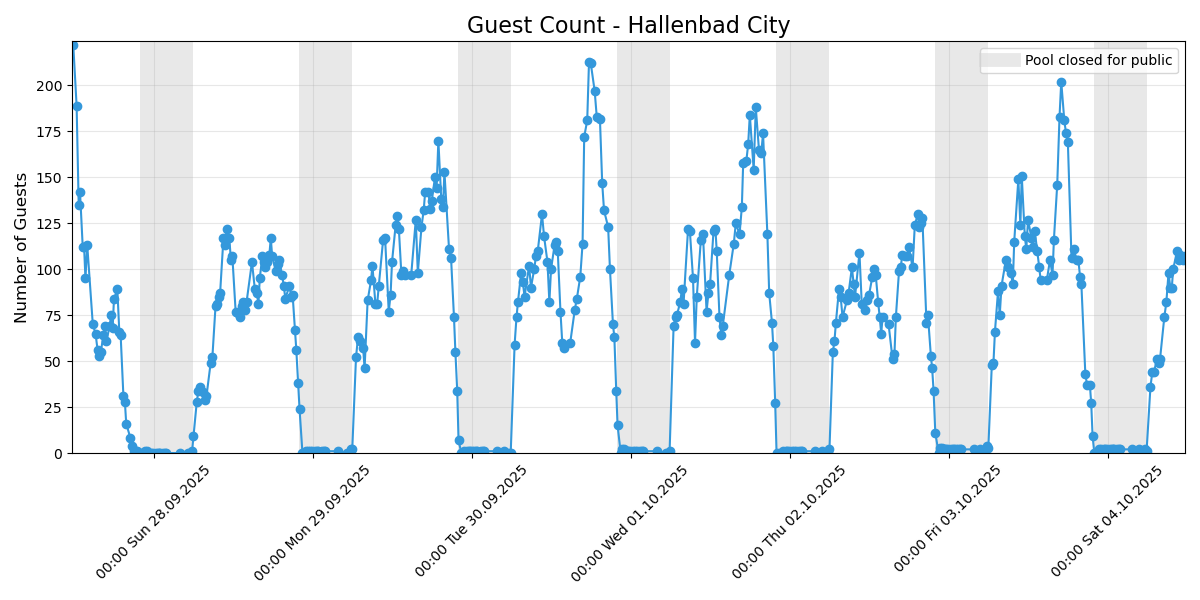 Guest Count - Hallenbad City
Pool closed for public
Number of Guests
200
175
150
125
100
75
50
25
0
00:00 Sun 28.09.2025
00:00 Mon 29.09.2025
00:00 Tue 30.09.2025
00:00 Wed 01.10.2025
00:00 Thu 02.10.2025
00:00 Fri 03.10.2025
00:00 Sat 04.10.2025